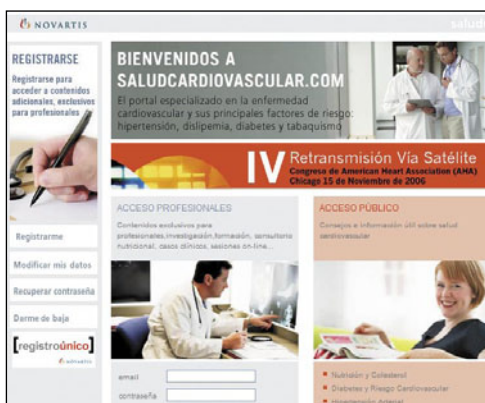 NOVARTIS
REGISTRARSE
Registrarse para
acceder a contenidos
adicionales, exclusivos
para profesionales
Registrarme
Modificar mis datos
Recuperar contraseña
Darme de baja
[registroúnico]
NOVARTIS
BIENVENIDOS A
SALUDCARDIOVASCULAR.COM
El portal especializado en la enfermedad
cardiovascular y sus principales factores de riesgo:
hipertensión, dislipemia, diabetes y tabaquismo
IV Retransmisión Vía Satélite
Congreso de American Heart Association (AHA)
Chicago 15 de Noviembre de 2006
ACCESO PROFESIONALES
Contenidos exclusivos para
profesionales,investigación,formación, consultorio
nutricional, casos clínicos, sesiones on-line...
email
contraseña
ACCESO PÚBLICO
Consejos e información útil sobre salud
cardiovascular
Nutrición y Colesterol
Diabetes y Riesgo Cardiovascular
Hipertensión Arterial